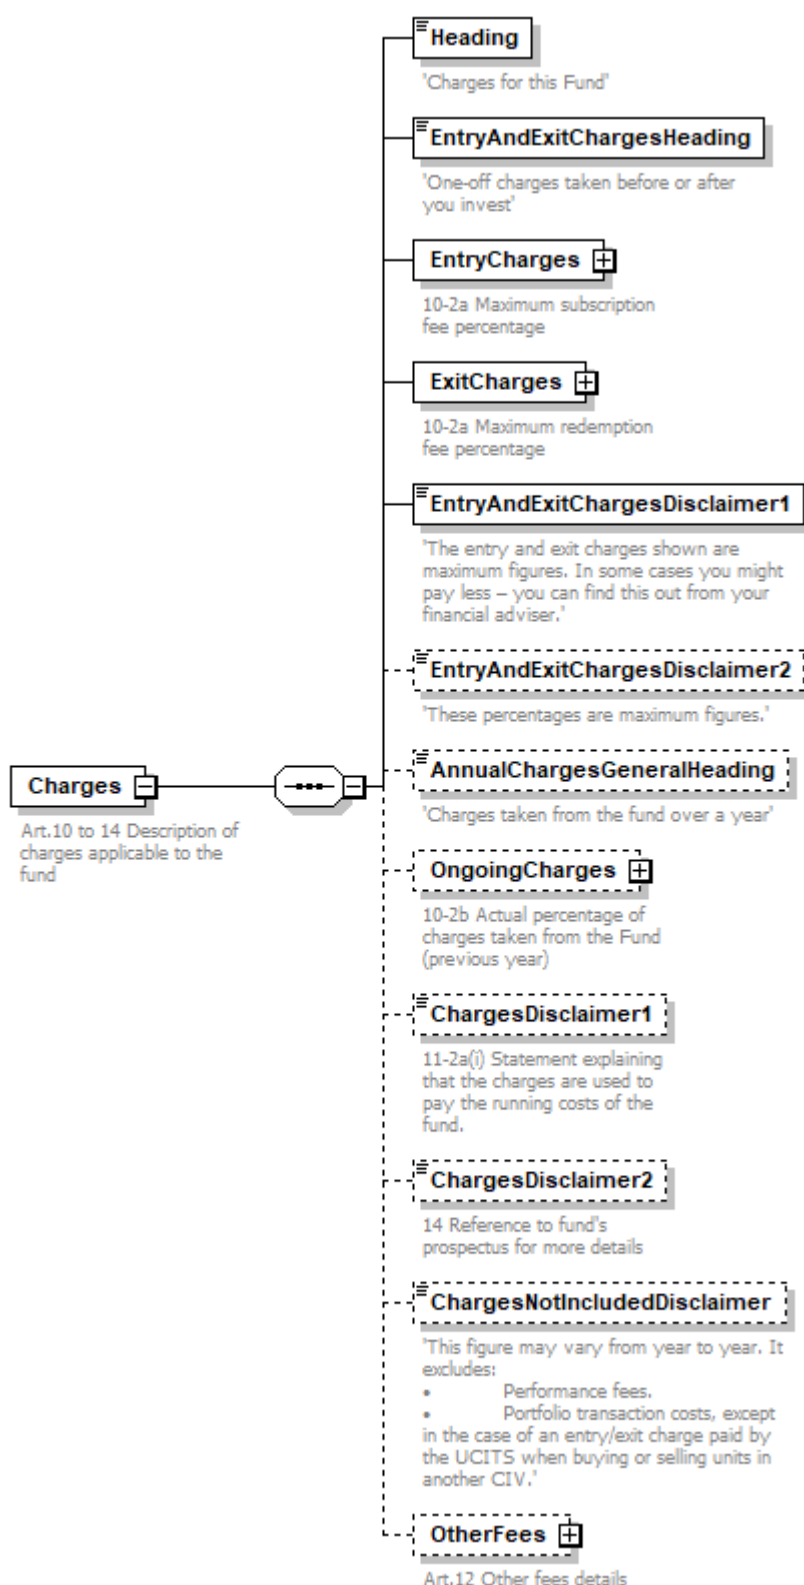 Heading
'Charges for this Fund'
EntryAndExitChargesHeading
'One-off charges taken before or after
you invest'
EntryCharges
10-2a Maximum subscription
fee percentage
ExitCharges
10-2a Maximum redemption
fee percentage
EntryAndExitChargesDisclaimer1
'The entry and exit charges shown are
maximum figures. In some cases you might
pay less – you can find this out from your
financial adviser.'
EntryAndExitChargesDisclaimer2
'These percentages are maximum figures.'
Charges
Art.10 to 14 Description of
charges applicable to the
fund
AnnualChargesGeneralHeading
'Charges taken from the fund over a year'
OngoingCharges
10-2b Actual percentage of
charges taken from the Fund
(previous year)
ChargesDisclaimer1
11-2a(i) Statement explaining
that the charges are used to
pay the running costs of the
fund.
ChargesDisclaimer2
14 Reference to fund's
prospectus for more details
ChargesNotIncludedDisclaimer
'This figure may vary from year to year. It
excludes:
• Performance fees.
• Portfolio transaction costs, except
in the case of an entry/exit charge paid by
the UCITS when buying or selling units in
another CIV.'
OtherFees
Art.12 Other fees details